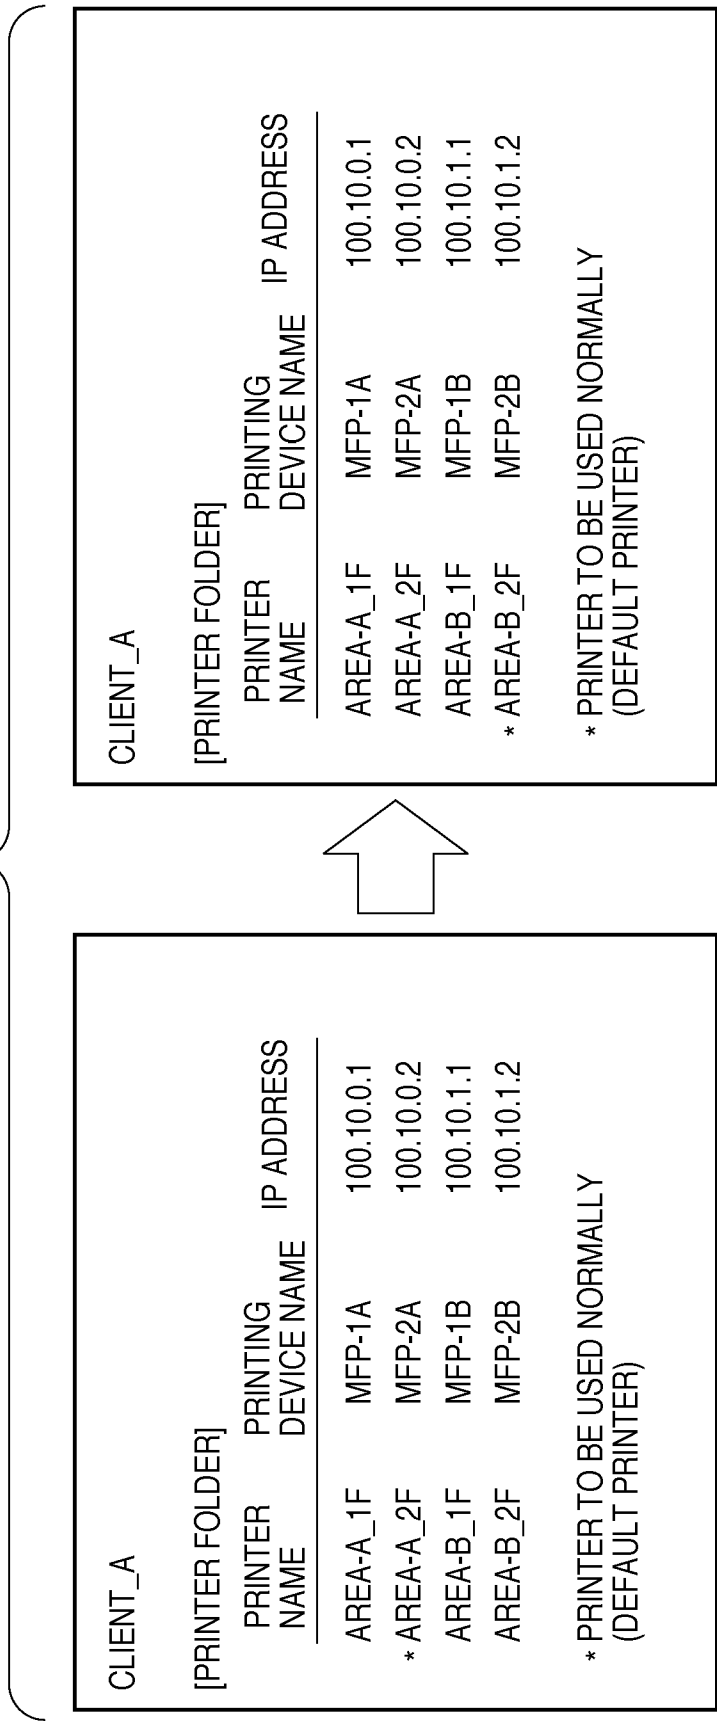 CLIENT_A
[PRINTER FOLDER]
PRINTER NAME PRINTING DEVICE NAME IP ADDRESS
AREA-A_1F MFP-1A 100.10.0.1
* AREA-A_2F MFP-2A 100.10.0.2
AREA-B_1F MFP-1B 100.10.1.1
AREA-B_2F MFP-2B 100.10.1.2
* PRINTER TO BE USED NORMALLY
(DEFAULT PRINTER)
CLIENT_A
[PRINTER FOLDER]
PRINTER NAME PRINTING DEVICE NAME IP ADDRESS
AREA-A_1F MFP-1A 100.10.0.1
AREA-A_2F MFP-2A 100.10.0.2
AREA-B_1F MFP-1B 100.10.1.1
* AREA-B_2F MFP-2B 100.10.1.2
* PRINTER TO BE USED NORMALLY
(DEFAULT PRINTER)